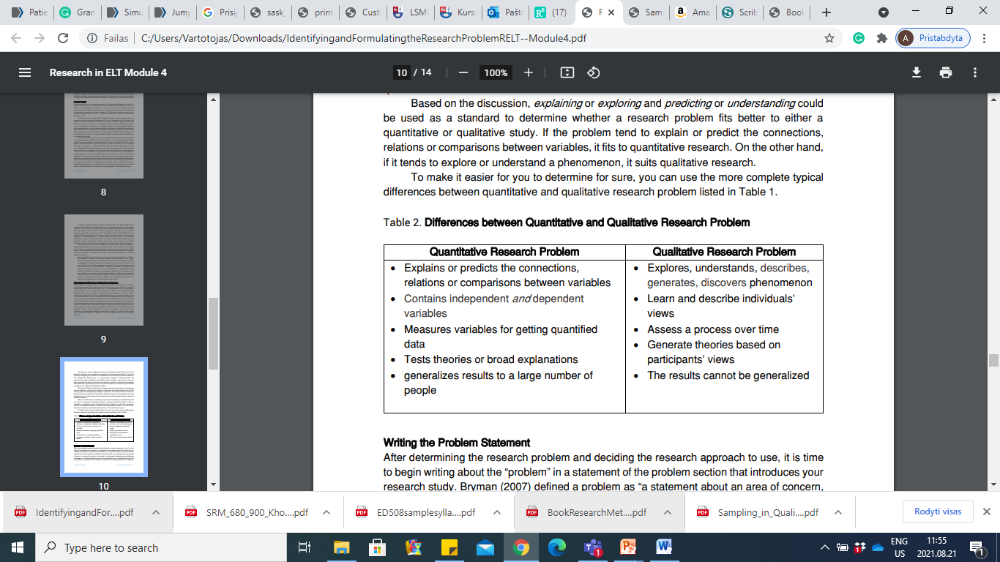 Patie
Gran
Simu
Jump
Prisij
sask_
print
Cust
LSM
Kurs
Pašt
(17)
F
Sam
Ama
Scrib
Bool
Failas | C:/Users/Vartotojas/Downloads/IdentifyingandFormulatingtheResearchProblemRELT--Module4.pdf
A Pristabdyta
Research in ELT Module 4
10 / 14
100%
8
9
10
Based on the discussion, explaining or exploring and predicting or understanding could
be used as a standard to determine whether a research problem fits better to either a
quantitative or qualitative study. If the problem tend to explain or predict the connections,
relations or comparisons between variables, it fits to quantitative research. On the other hand,
if it tends to explore or understand a phenomenon, it suits qualitative research.
To make it easier for you to determine for sure, you can use the more complete typical
differences between quantitative and qualitative research problem listed in Table 1.
Table 2. Differences between Quantitative and Qualitative Research Problem
Quantitative Research Problem
• Explains or predicts the connections,
relations or comparisons between variables
• Contains independent and dependent
variables
• Measures variables for getting quantified
data
• Tests theories or broad explanations
• generalizes results to a large number of
people
Qualitative Research Problem
• Explores, understands, describes,
generates, discovers phenomenon
• Learn and describe individuals'
views
• Assess a process over time
• Generate theories based on
participants' views
• The results cannot be generalized
Writing the Problem Statement
After determining the research problem and deciding the research approach to use, it is time
to begin writing about the "problem" in a statement of the problem section that introduces your
research study. Bryman (2007) defined a problem as "a statement about an area of concern,
IdentifyingandFor....pdf
SRM_680_900_Kho....pdf
ED508samplesylla....pdf
BookResearchMet....pdf
Sampling_in_Quali....pdf
Rodyti visas
Type here to search
ENG
US
11:55
2021.08.21